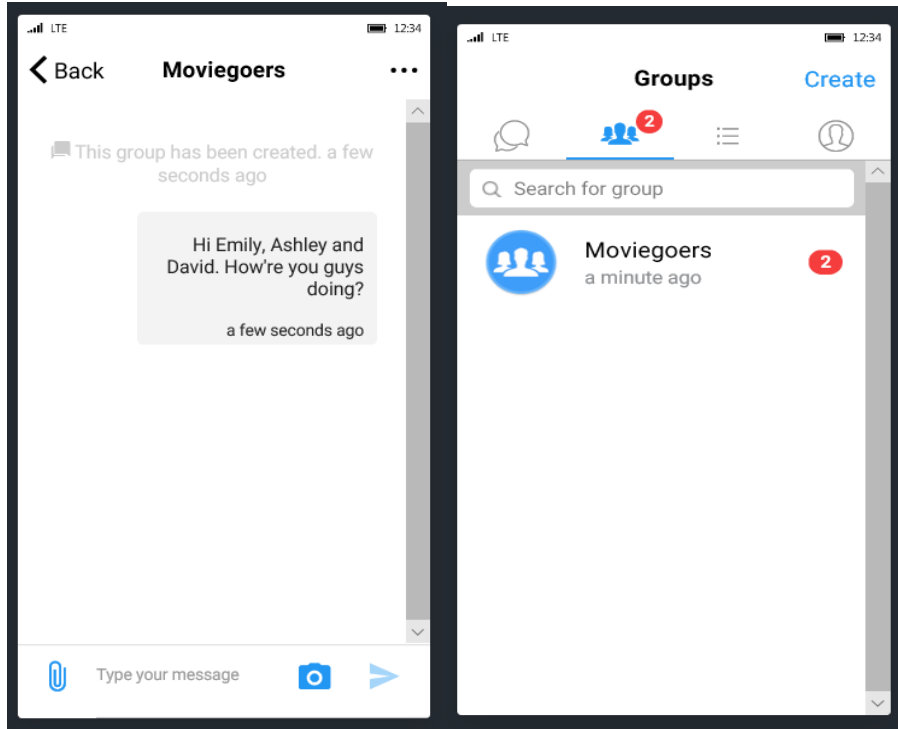 LTE 12:34
Back Moviegoers
This group has been created. a few
seconds ago
Hi Emily, Ashley and
David. How're you guys
doing?
a few seconds ago
Type your message
LTE 12:34
Groups Create
2
Search for group
Moviegoers
a minute ago
2